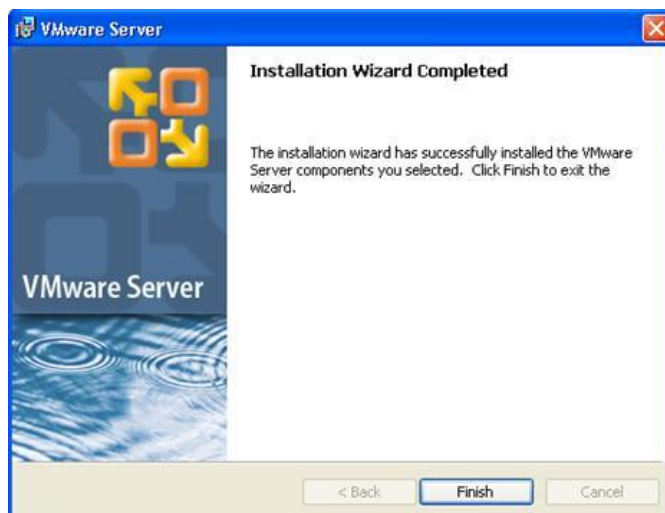 VMware Server
Installation Wizard Completed
The installation wizard has successfully installed the VMware
Server components you selected. Click Finish to exit the
wizard.
VMware Server
< Back
Finish
Cancel